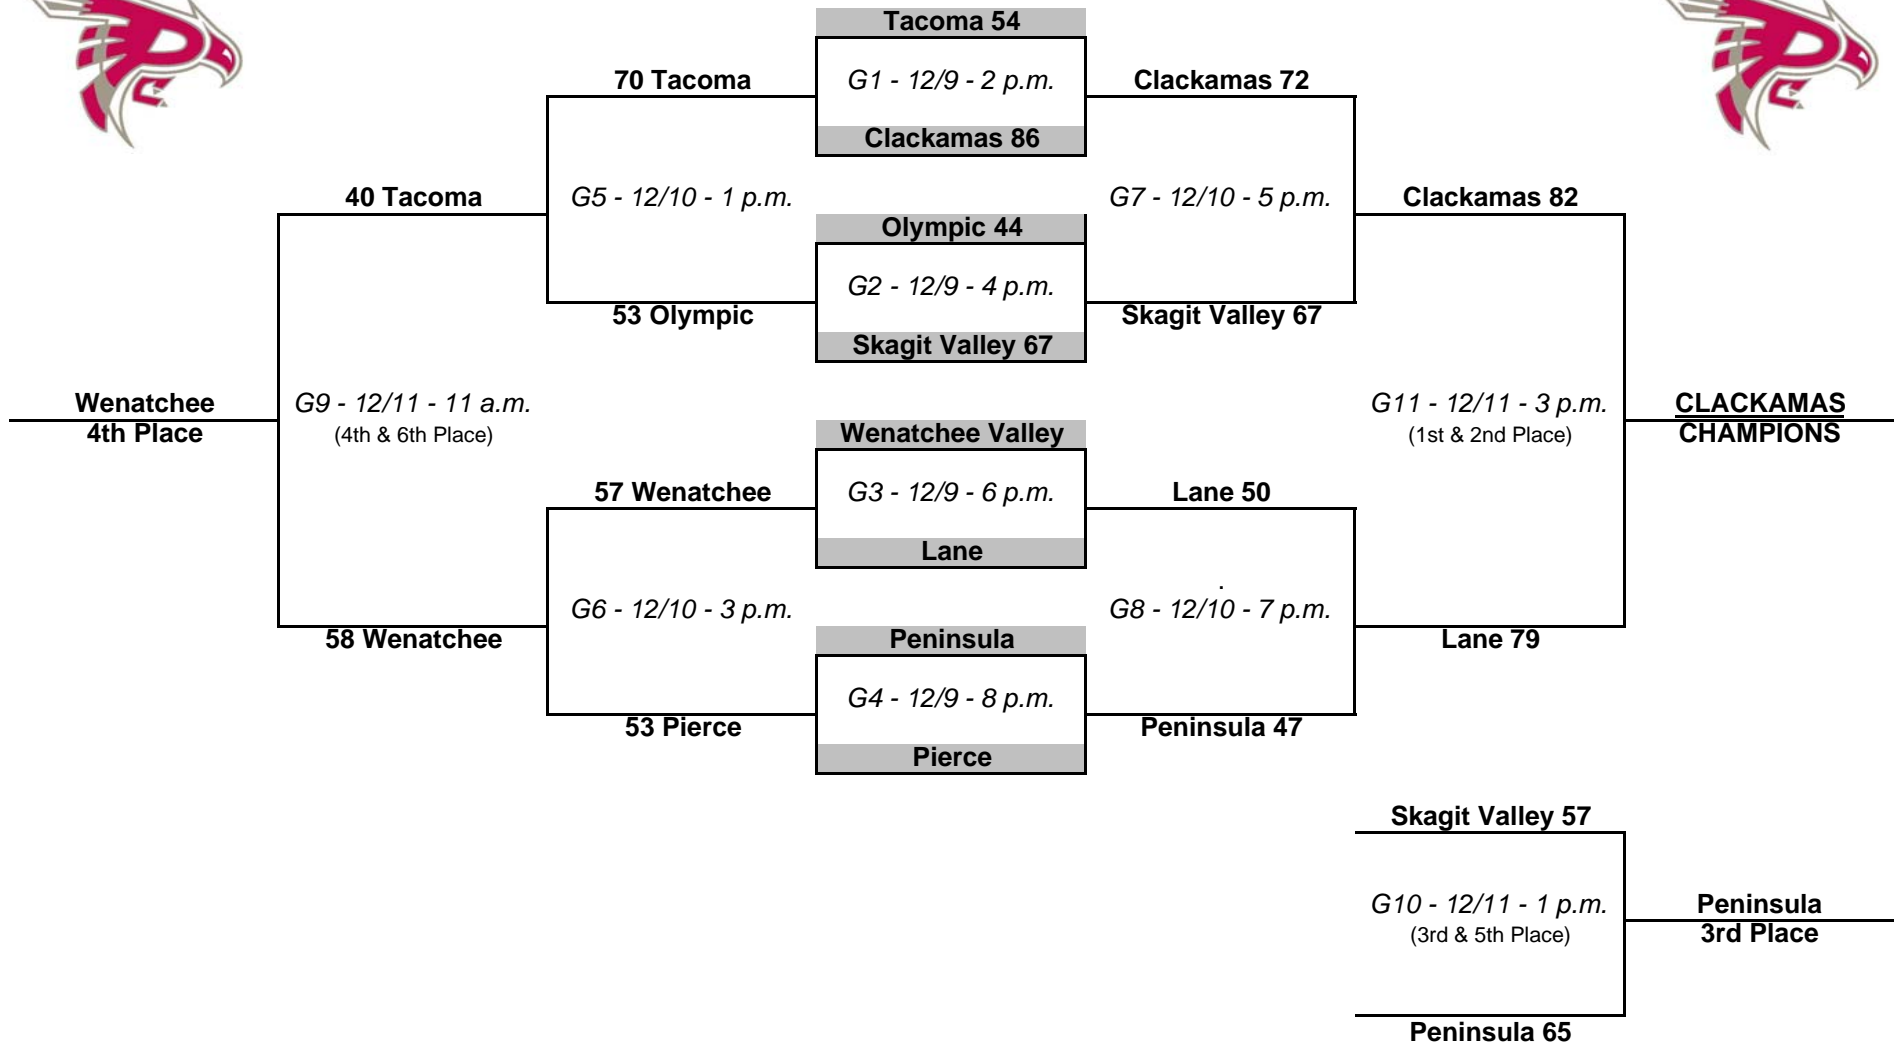 Tacoma 54
70 Tacoma
G1 - 12/9 - 2 p.m.
Clackamas 72
Clackamas 86
40 Tacoma
G5 - 12/10 - 1 p.m.
G7 - 12/10 - 5 p.m.
Clackamas 82
Olympic 44
G2 - 12/9 - 4 p.m.
53 Olympic
Skagit Valley 67
Skagit Valley 67
Wenatchee
4th Place
G9 - 12/11 - 11 a.m.
(4th & 6th Place)
G11 - 12/11 - 3 p.m.
(1st & 2nd Place)
CLACKAMAS
CHAMPIONS
Wenatchee Valley
57 Wenatchee
G3 - 12/9 - 6 p.m.
Lane 50
Lane
.
G6 - 12/10 - 3 p.m.
G8 - 12/10 - 7 p.m.
58 Wenatchee
Peninsula
Lane 79
G4 - 12/9 - 8 p.m.
53 Pierce
Peninsula 47
Pierce
Skagit Valley 57
G10 - 12/11 - 1 p.m.
(3rd & 5th Place)
Peninsula
3rd Place
Peninsula 65